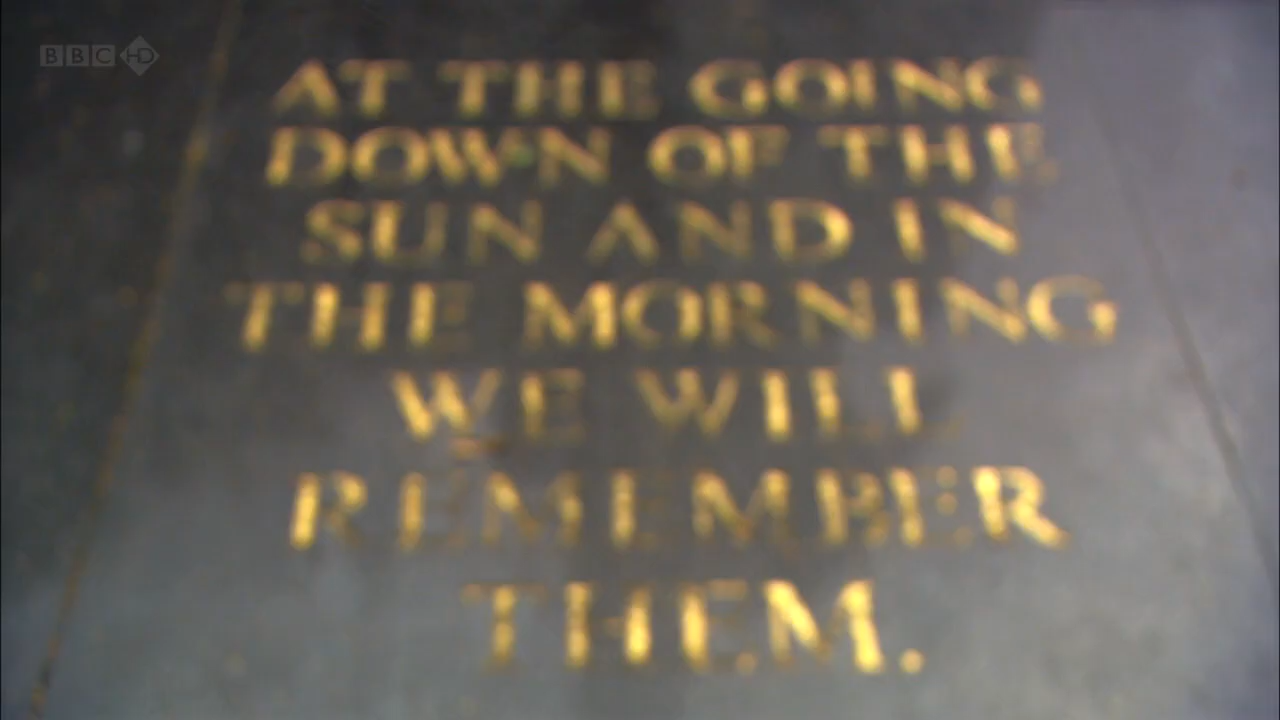 BBC HD
AT THE GOING
DOWN OF THE
SUN AND IN
THE MORNING
WE WILL
REMEMBER
THEM.